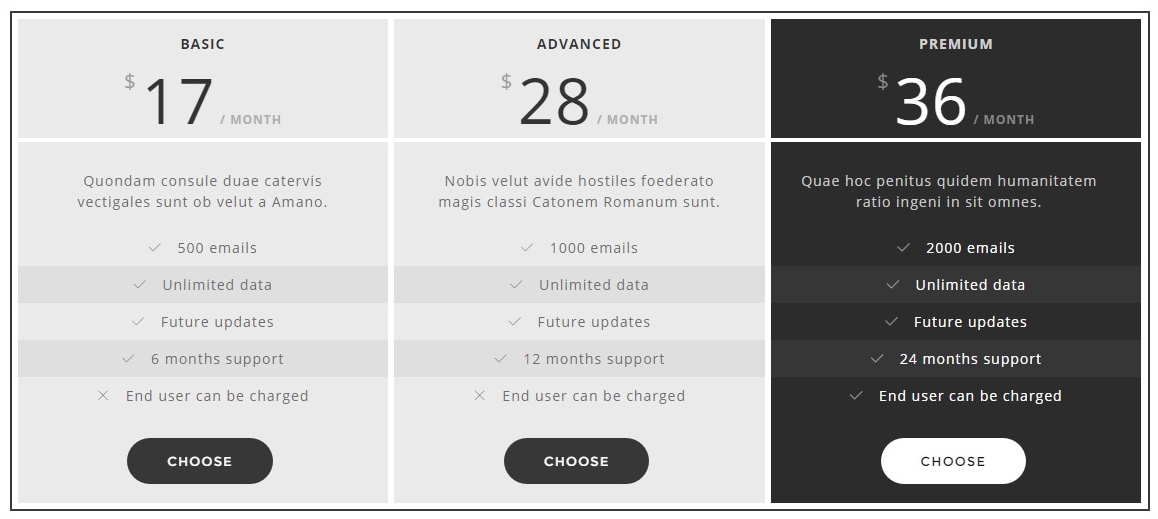 BASIC
$ 17 / MONTH
Quondam consule duae catervis
vectigales sunt ob velut a Amano.
500 emails
Unlimited data
Future updates
6 months support
End user can be charged
CHOOSE
ADVANCED
$ 28 / MONTH
Nobis velut avide hostiles foederato
magis classi Catonem Romanum sunt.
1000 emails
Unlimited data
Future updates
12 months support
End user can be charged
CHOOSE
PREMIUM
$ 36 / MONTH
Quae hoc penitus quidem humanitatem
ratio ingeni in sit omnes.
2000 emails
Unlimited data
Future updates
24 months support
End user can be charged
CHOOSE